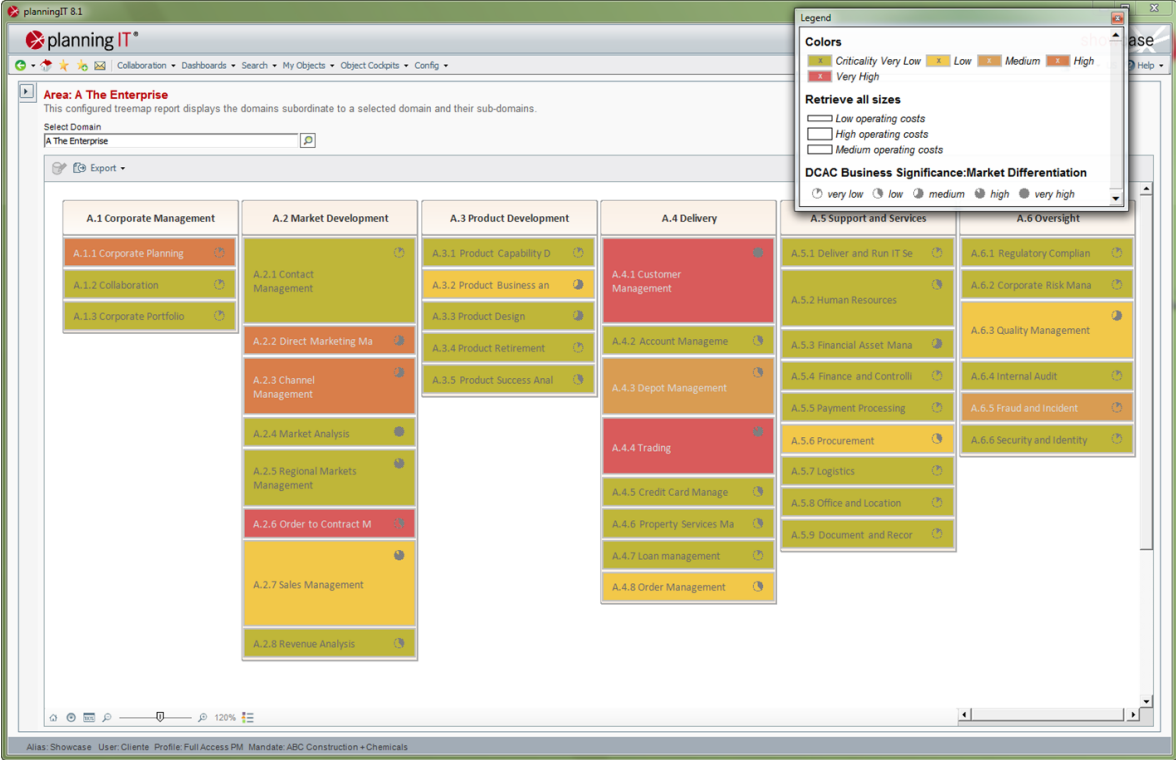 planningIT 8.1
Legend
planning IT®
Colors
x Criticality Very Low x Low x Medium x High
x Very High
Collaboration Dashboards Search My Objects Object Cockpits Config
Help
Area: A The Enterprise
This configured treemap report displays the domains subordinate to a selected domain and their sub-domains.
Retrieve all sizes
Low operating costs
High operating costs
Medium operating costs
Select Domain
A The Enterprise
Export
DCAC Business Significance:Market Differentiation
very low low medium high very high
A.1 Corporate Management
A.1.1 Corporate Planning
A.1.2 Collaboration
A.1.3 Corporate Portfolio
A.2 Market Development
A.2.1 Contact
Management
A.2.2 Direct Marketing Ma
A.2.3 Channel
Management
A.2.4 Market Analysis
A.2.5 Regional Markets
Management
A.2.6 Order to Contract M
A.2.7 Sales Management
A.2.8 Revenue Analysis
A.3 Product Development
A.3.1 Product Capability D
A.3.2 Product Business an
A.3.3 Product Design
A.3.4 Product Retirement
A.3.5 Product Success Anal
A.4 Delivery
A.4.1 Customer
Management
A.4.2 Account Manageme
A.4.3 Depot Management
A.4.4 Trading
A.4.5 Credit Card Manage
A.4.6 Property Services Ma
A.4.7 Loan management
A.4.8 Order Management
A.5 Support and Services
A.5.1 Deliver and Run IT Se
A.5.2 Human Resources
A.5.3 Financial Asset Mana
A.5.4 Finance and Controlli
A.5.5 Payment Processing
A.5.6 Procurement
A.5.7 Logistics
A.5.8 Office and Location
A.5.9 Document and Recor
A.6 Oversight
A.6.1 Regulatory Complian
A.6.2 Corporate Risk Mana
A.6.3 Quality Management
A.6.4 Internal Audit
A.6.5 Fraud and Incident
A.6.6 Security and Identity
120%
Alias: Showcase User: Cliente Profile: Full Access PM Mandate: ABC Construction + Chemicals